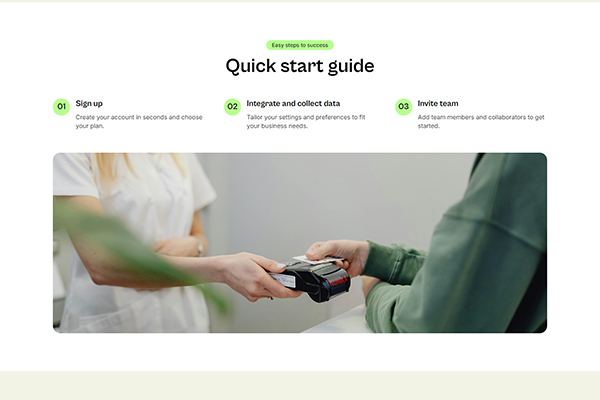 Easy steps to success
Quick start guide
01
Sign up
Create your account in seconds and choose
your plan.
02
Integrate and collect data
Tailor your settings and preferences to fit
your business needs.
03
Invite team
Add team members and collaborators to get
started.